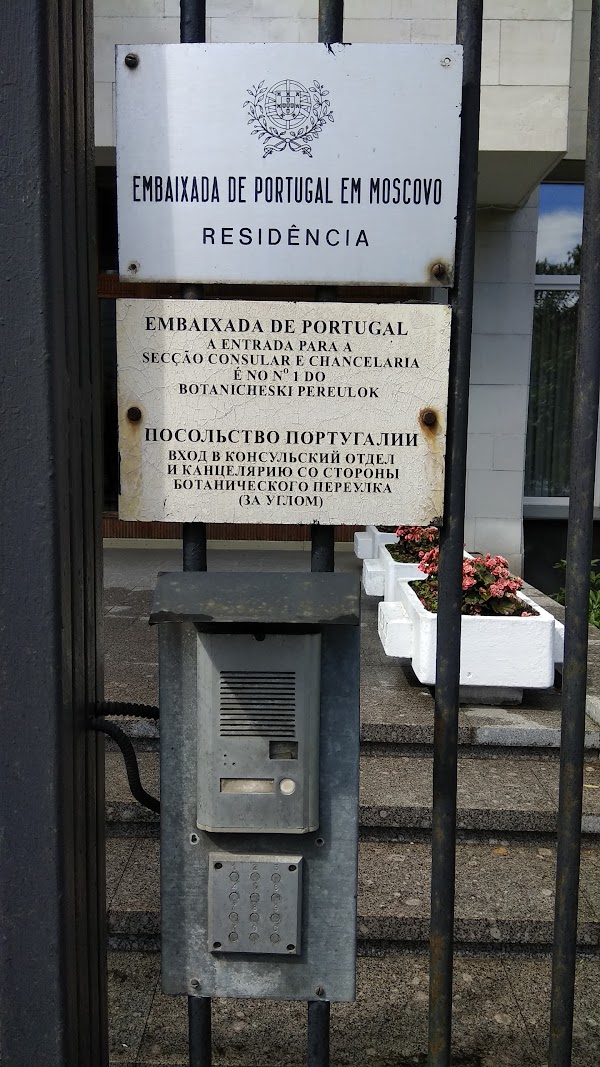 EMBAIXADA DE PORTUGAL EM MOSCOVO
RESIDÊNCIA
EMBAIXADA DE PORTUGAL
A ENTRADA PARA A
SECÇÃO CONSULAR E CHANCELARIA
É NO Nº 1 DO
BOTANICHESKI PEREULOK
ПОСОЛЬСТВО ПОРТУГАЛИИ
ВХОД В КОНСУЛЬСКИЙ ОТДЕЛ
И КАНЦЕЛЯРИЮ СО СТОРОНЫ
БОТАНИЧЕСКОГО ПЕРЕУЛКА
(ЗА УГЛОМ)